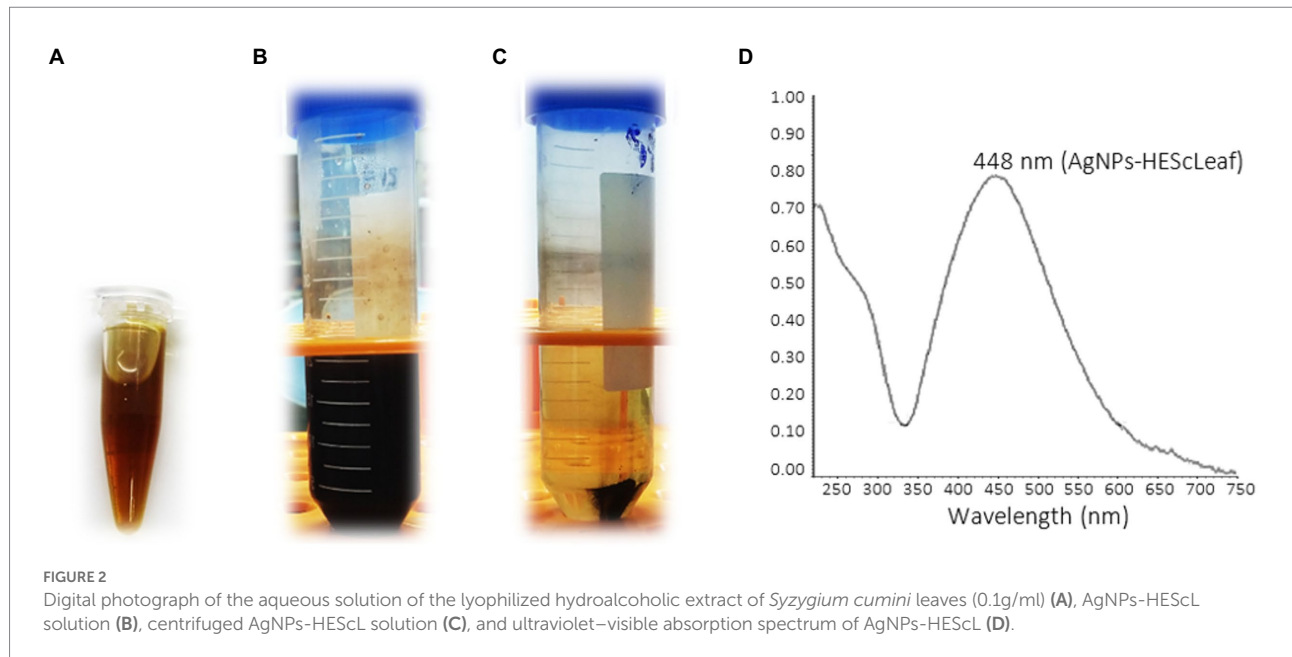 A
B
C
D
1.00
0.90
0.80
0.70
0.60
0.50
0.40
0.30
0.20
0.10
0.00
448 nm (AgNPs-HEScLeaf)
250 300 350 400 450 500 550 600 650 700 750
Wavelength (nm)
FIGURE 2
Digital photograph of the aqueous solution of the lyophilized hydroalcoholic extract of Syzygium cumini leaves (0.1g/ml) (A), AgNPs-HEScL
solution (B), centrifuged AgNPs-HEScL solution (C), and ultraviolet–visible absorption spectrum of AgNPs-HEScL (D).